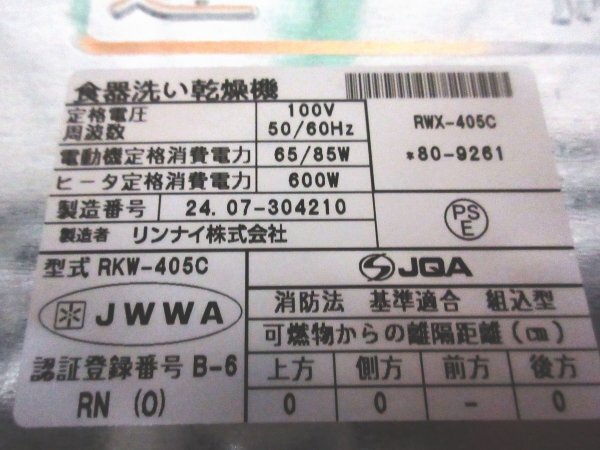 食器洗い乾燥機
定格電圧 100V
周波数 50/60Hz
電動機定格消費電力 65/85W
ヒータ定格消費電力 600W
製造番号 24.07-304210
製造者 リンナイ株式会社
RWX-405C
*80-9261
PS
E
型式 RKW-405C
JWWA
認証登録番号 B-6
RN (O)
JQA
消防法 基準適合 組込型
可燃物からの離隔距離(cm)
上方 側方 前方 後方
0 0 - 0